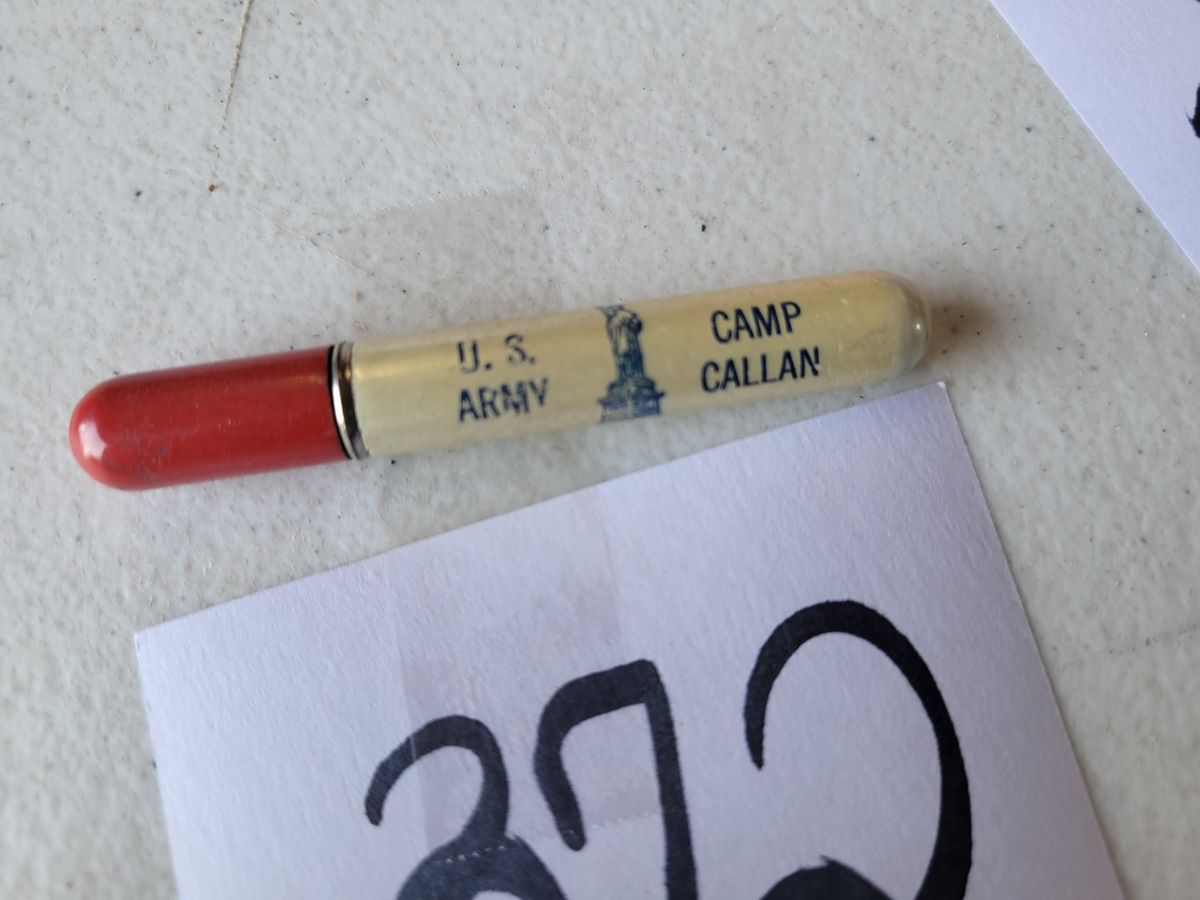 U. S.
ARMY
CAMP
CALLAN
372